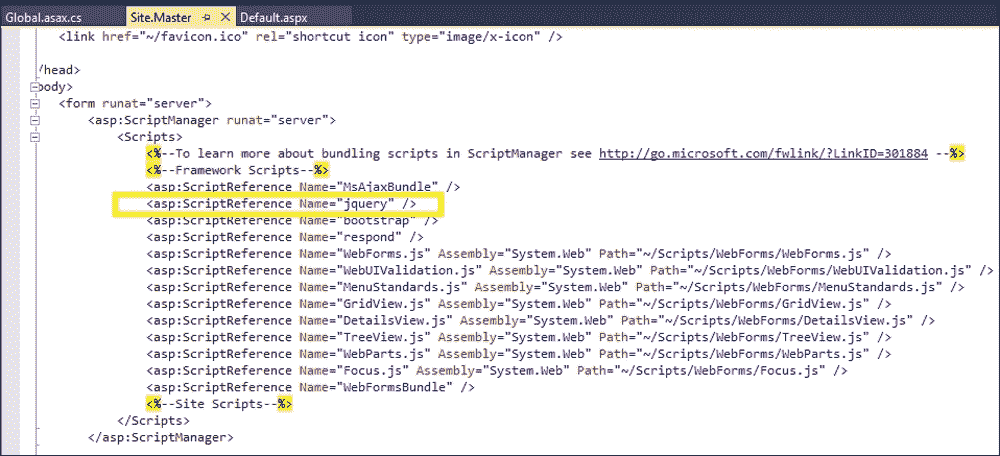 Global.asax.cs Site.Master Default.aspx
<link href="~/favicon.ico" rel="shortcut icon" type="image/x-icon" />
/head>
body>
<form runat="server">
<asp:ScriptManager runat="server">
<Scripts>
<%--To learn more about bundling scripts in ScriptManager see http://go.microsoft.com/fwlink/?LinkID=301884 --%>
<%--Framework Scripts--%>
<asp:ScriptReference Name="MsAjaxBundle" />
<asp:ScriptReference Name="jquery" />
<asp:ScriptReference Name="bootstrap" />
<asp:ScriptReference Name="respond" />
<asp:ScriptReference Name="WebForms.js" Assembly="System.Web" Path="~/Scripts/WebForms/WebForms.js" />
<asp:ScriptReference Name="WebUIValidation.js" Assembly="System.Web" Path="~/Scripts/WebForms/WebUIValidation.js" />
<asp:ScriptReference Name="MenuStandards.js" Assembly="System.Web" Path="~/Scripts/WebForms/MenuStandards.js" />
<asp:ScriptReference Name="GridView.js" Assembly="System.Web" Path="~/Scripts/WebForms/GridView.js" />
<asp:ScriptReference Name="DetailsView.js" Assembly="System.Web" Path="~/Scripts/WebForms/DetailsView.js" />
<asp:ScriptReference Name="TreeView.js" Assembly="System.Web" Path="~/Scripts/WebForms/TreeView.js" />
<asp:ScriptReference Name="WebParts.js" Assembly="System.Web" Path="~/Scripts/WebForms/WebParts.js" />
<asp:ScriptReference Name="Focus.js" Assembly="System.Web" Path="~/Scripts/WebForms/Focus.js" />
<asp:ScriptReference Name="WebFormsBundle" />
<%--Site Scripts--%>
</Scripts>
</asp:ScriptManager>